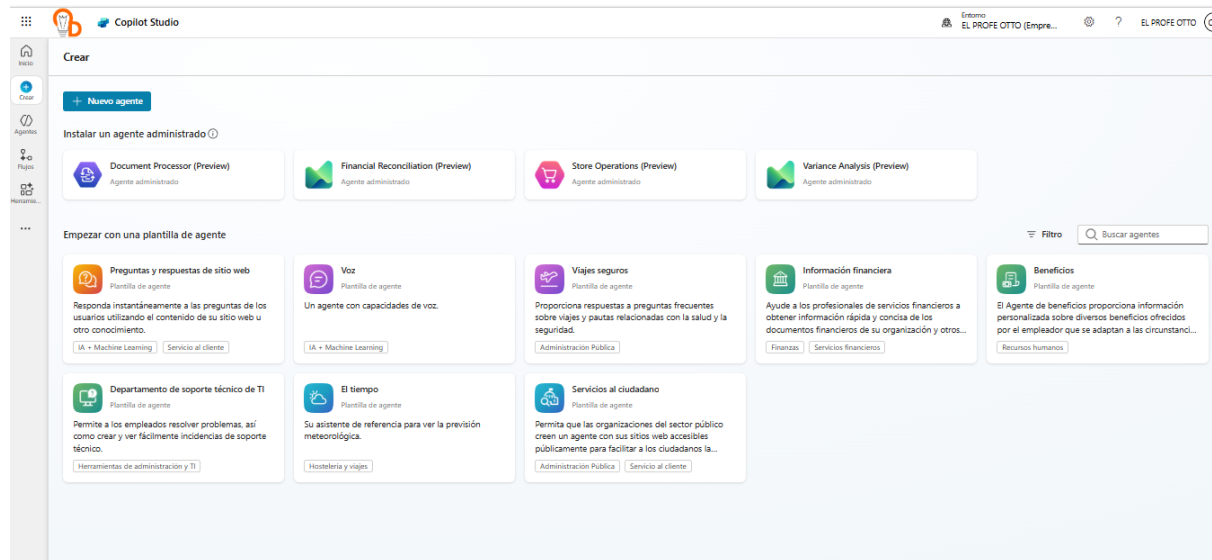 Copilot Studio
Entorno
EL PROFE OTTO (Empre...
?
EL PROFE OTTO
Inicio
Crear
Agentes
Flujos
Herramie...
...
Crear
+ Nuevo agente
Instalar un agente administrado
Document Processor (Preview)
Agente administrado
Financial Reconciliation (Preview)
Agente administrado
Store Operations (Preview)
Agente administrado
Variance Analysis (Preview)
Agente administrado
Empezar con una plantilla de agente
Filtro
Buscar agentes
Preguntas y respuestas de sitio web
Plantilla de agente
Responda instantáneamente a las preguntas de los
usuarios utilizando el contenido de su sitio web u
otro conocimiento.
IA + Machine Learning
Servicio al cliente
Voz
Plantilla de agente
Un agente con capacidades de voz.
IA + Machine Learning
Viajes seguros
Plantilla de agente
Proporciona respuestas a preguntas frecuentes
sobre viajes y pautas relacionadas con la salud y la
seguridad.
Administración Pública
Información financiera
Plantilla de agente
Ayude a los profesionales de servicios financieros a
obtener información rápida y concisa de los
documentos financieros de su organización y otros...
Finanzas
Servicios financieros
Beneficios
Plantilla de agente
El Agente de beneficios proporciona información
personalizada sobre diversos beneficios ofrecidos
por el empleador que se adaptan a las circunstanci...
Recursos humanos
Departamento de soporte técnico de TI
Plantilla de agente
Permite a los empleados resolver problemas, así
como crear y ver fácilmente incidencias de soporte
técnico.
Herramientas de administración y TI
El tiempo
Plantilla de agente
Su asistente de referencia para ver la previsión
meteorológica.
Hostelería y viajes
Servicios al ciudadano
Plantilla de agente
Permita que las organizaciones del sector público
creen un agente con sus sitios web accesibles
públicamente para facilitar a los ciudadanos la...
Administración Pública
Servicio al cliente